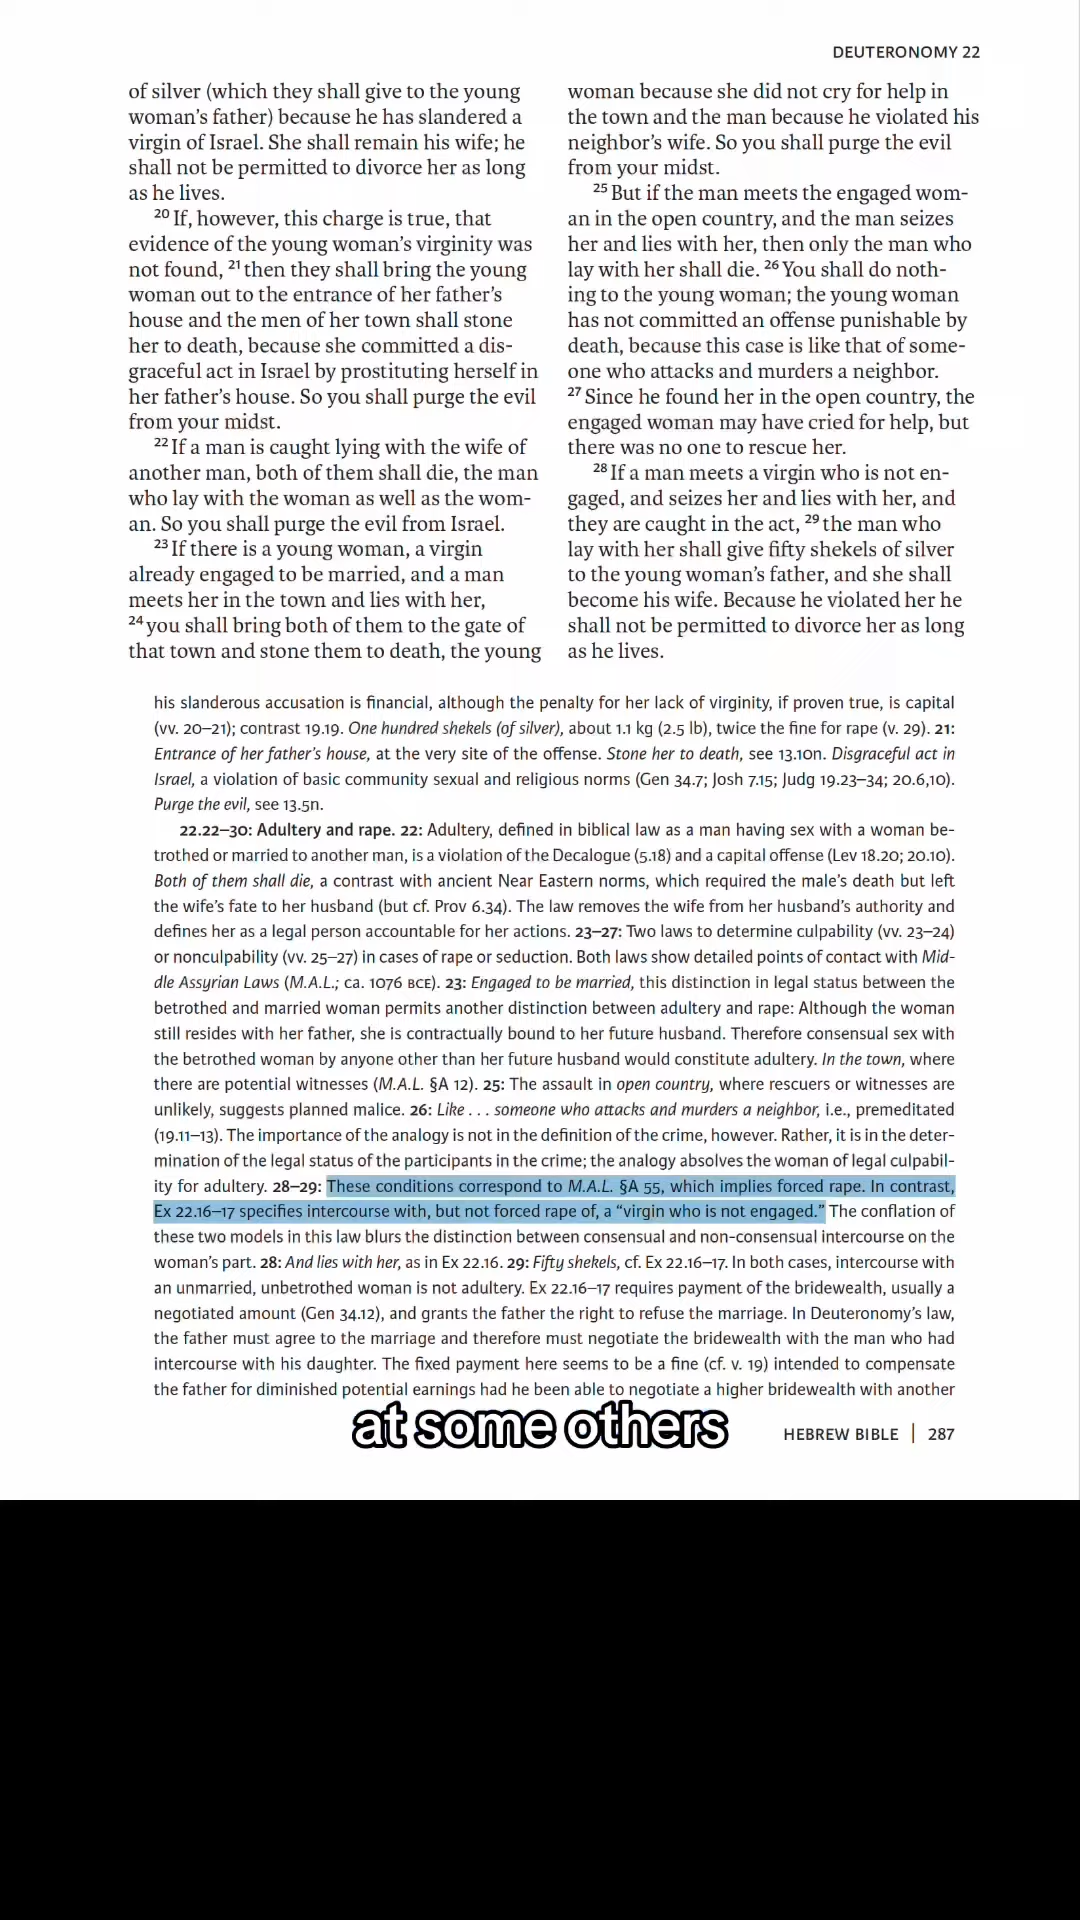 DEUTERONOMY 22
of silver (which they shall give to the young
woman's father) because he has slandered a
virgin of Israel. She shall remain his wife; he
shall not be permitted to divorce her as long
as he lives.
20 If, however, this charge is true, that
evidence of the young woman's virginity was
not found, 21 then they shall bring the young
woman out to the entrance of her father's
house and the men of her town shall stone
her to death, because she committed a dis-
graceful act in Israel by prostituting herself in
her father's house. So you shall purge the evil
from your midst.
22 If a man is caught lying with the wife of
another man, both of them shall die, the man
who lay with the woman as well as the wom-
an. So you shall purge the evil from Israel.
23 If there is a young woman, a virgin
already engaged to be married, and a man
meets her in the town and lies with her,
24 you shall bring both of them to the gate of
that town and stone them to death, the young
woman because she did not cry for help in
the town and the man because he violated his
neighbor's wife. So you shall purge the evil
from your midst.
25 But if the man meets the engaged wom-
an in the open country, and the man seizes
her and lies with her, then only the man who
lay with her shall die. 26 You shall do noth-
ing to the young woman; the young woman
has not committed an offense punishable by
death, because this case is like that of some-
one who attacks and murders a neighbor.
27 Since he found her in the open country, the
engaged woman may have cried for help, but
there was no one to rescue her.
28 If a man meets a virgin who is not en-
gaged, and seizes her and lies with her, and
they are caught in the act, 29 the man who
lay with her shall give fifty shekels of silver
to the young woman's father, and she shall
become his wife. Because he violated her he
shall not be permitted to divorce her as long
as he lives.
his slanderous accusation is financial, although the penalty for her lack of virginity, if proven true, is capital
(vv. 20–21); contrast 19.19. One hundred shekels (of silver), about 1.1 kg (2.5 lb), twice the fine for rape (v. 29). 21:
Entrance of her father's house, at the very site of the offense. Stone her to death, see 13.10n. Disgraceful act in
Israel, a violation of basic community sexual and religious norms (Gen 34.7; Josh 7.15; Judg 19.23–34; 20.6,10).
Purge the evil, see 13.5n.
22.22–30: Adultery and rape. 22: Adultery, defined in biblical law as a man having sex with a woman be-
trothed or married to another man, is a violation of the Decalogue (5.18) and a capital offense (Lev 18.20; 20.10).
Both of them shall die, a contrast with ancient Near Eastern norms, which required the male's death but left
the wife's fate to her husband (but cf. Prov 6.34). The law removes the wife from her husband's authority and
defines her as a legal person accountable for her actions. 23–27: Two laws to determine culpability (vv. 23–24)
or nonculpability (vv. 25–27) in cases of rape or seduction. Both laws show detailed points of contact with Mid-
dle Assyrian Laws (M.A.L.; ca. 1076 BCE). 23: Engaged to be married, this distinction in legal status between the
betrothed and married woman permits another distinction between adultery and rape: Although the woman
still resides with her father, she is contractually bound to her future husband. Therefore consensual sex with
the betrothed woman by anyone other than her future husband would constitute adultery. In the town, where
there are potential witnesses (M.A.L. §A 12). 25: The assault in open country, where rescuers or witnesses are
unlikely, suggests planned malice. 26: Like . . . someone who attacks and murders a neighbor, i.e., premeditated
(19.11–13). The importance of the analogy is not in the definition of the crime, however. Rather, it is in the deter-
mination of the legal status of the participants in the crime; the analogy absolves the woman of legal culpabil-
ity for adultery. 28–29: These conditions correspond to M.A.L. §A 55, which implies forced rape. In contrast,
Ex 22.16–17 specifies intercourse with, but not forced rape of, a “virgin who is not engaged.” The conflation of
these two models in this law blurs the distinction between consensual and non-consensual intercourse on the
woman's part. 28: And lies with her, as in Ex 22.16. 29: Fifty shekels, cf. Ex 22.16–17. In both cases, intercourse with
an unmarried, unbetrothed woman is not adultery. Ex 22.16–17 requires payment of the bridewealth, usually a
negotiated amount (Gen 34.12), and grants the father the right to refuse the marriage. In Deuteronomy's law,
the father must agree to the marriage and therefore must negotiate the bridewealth with the man who had
intercourse with his daughter. The fixed payment here seems to be a fine (cf. v. 19) intended to compensate
the father for diminished potential earnings had he been able to negotiate a higher bridewealth with another
at some others
HEBREW BIBLE | 287